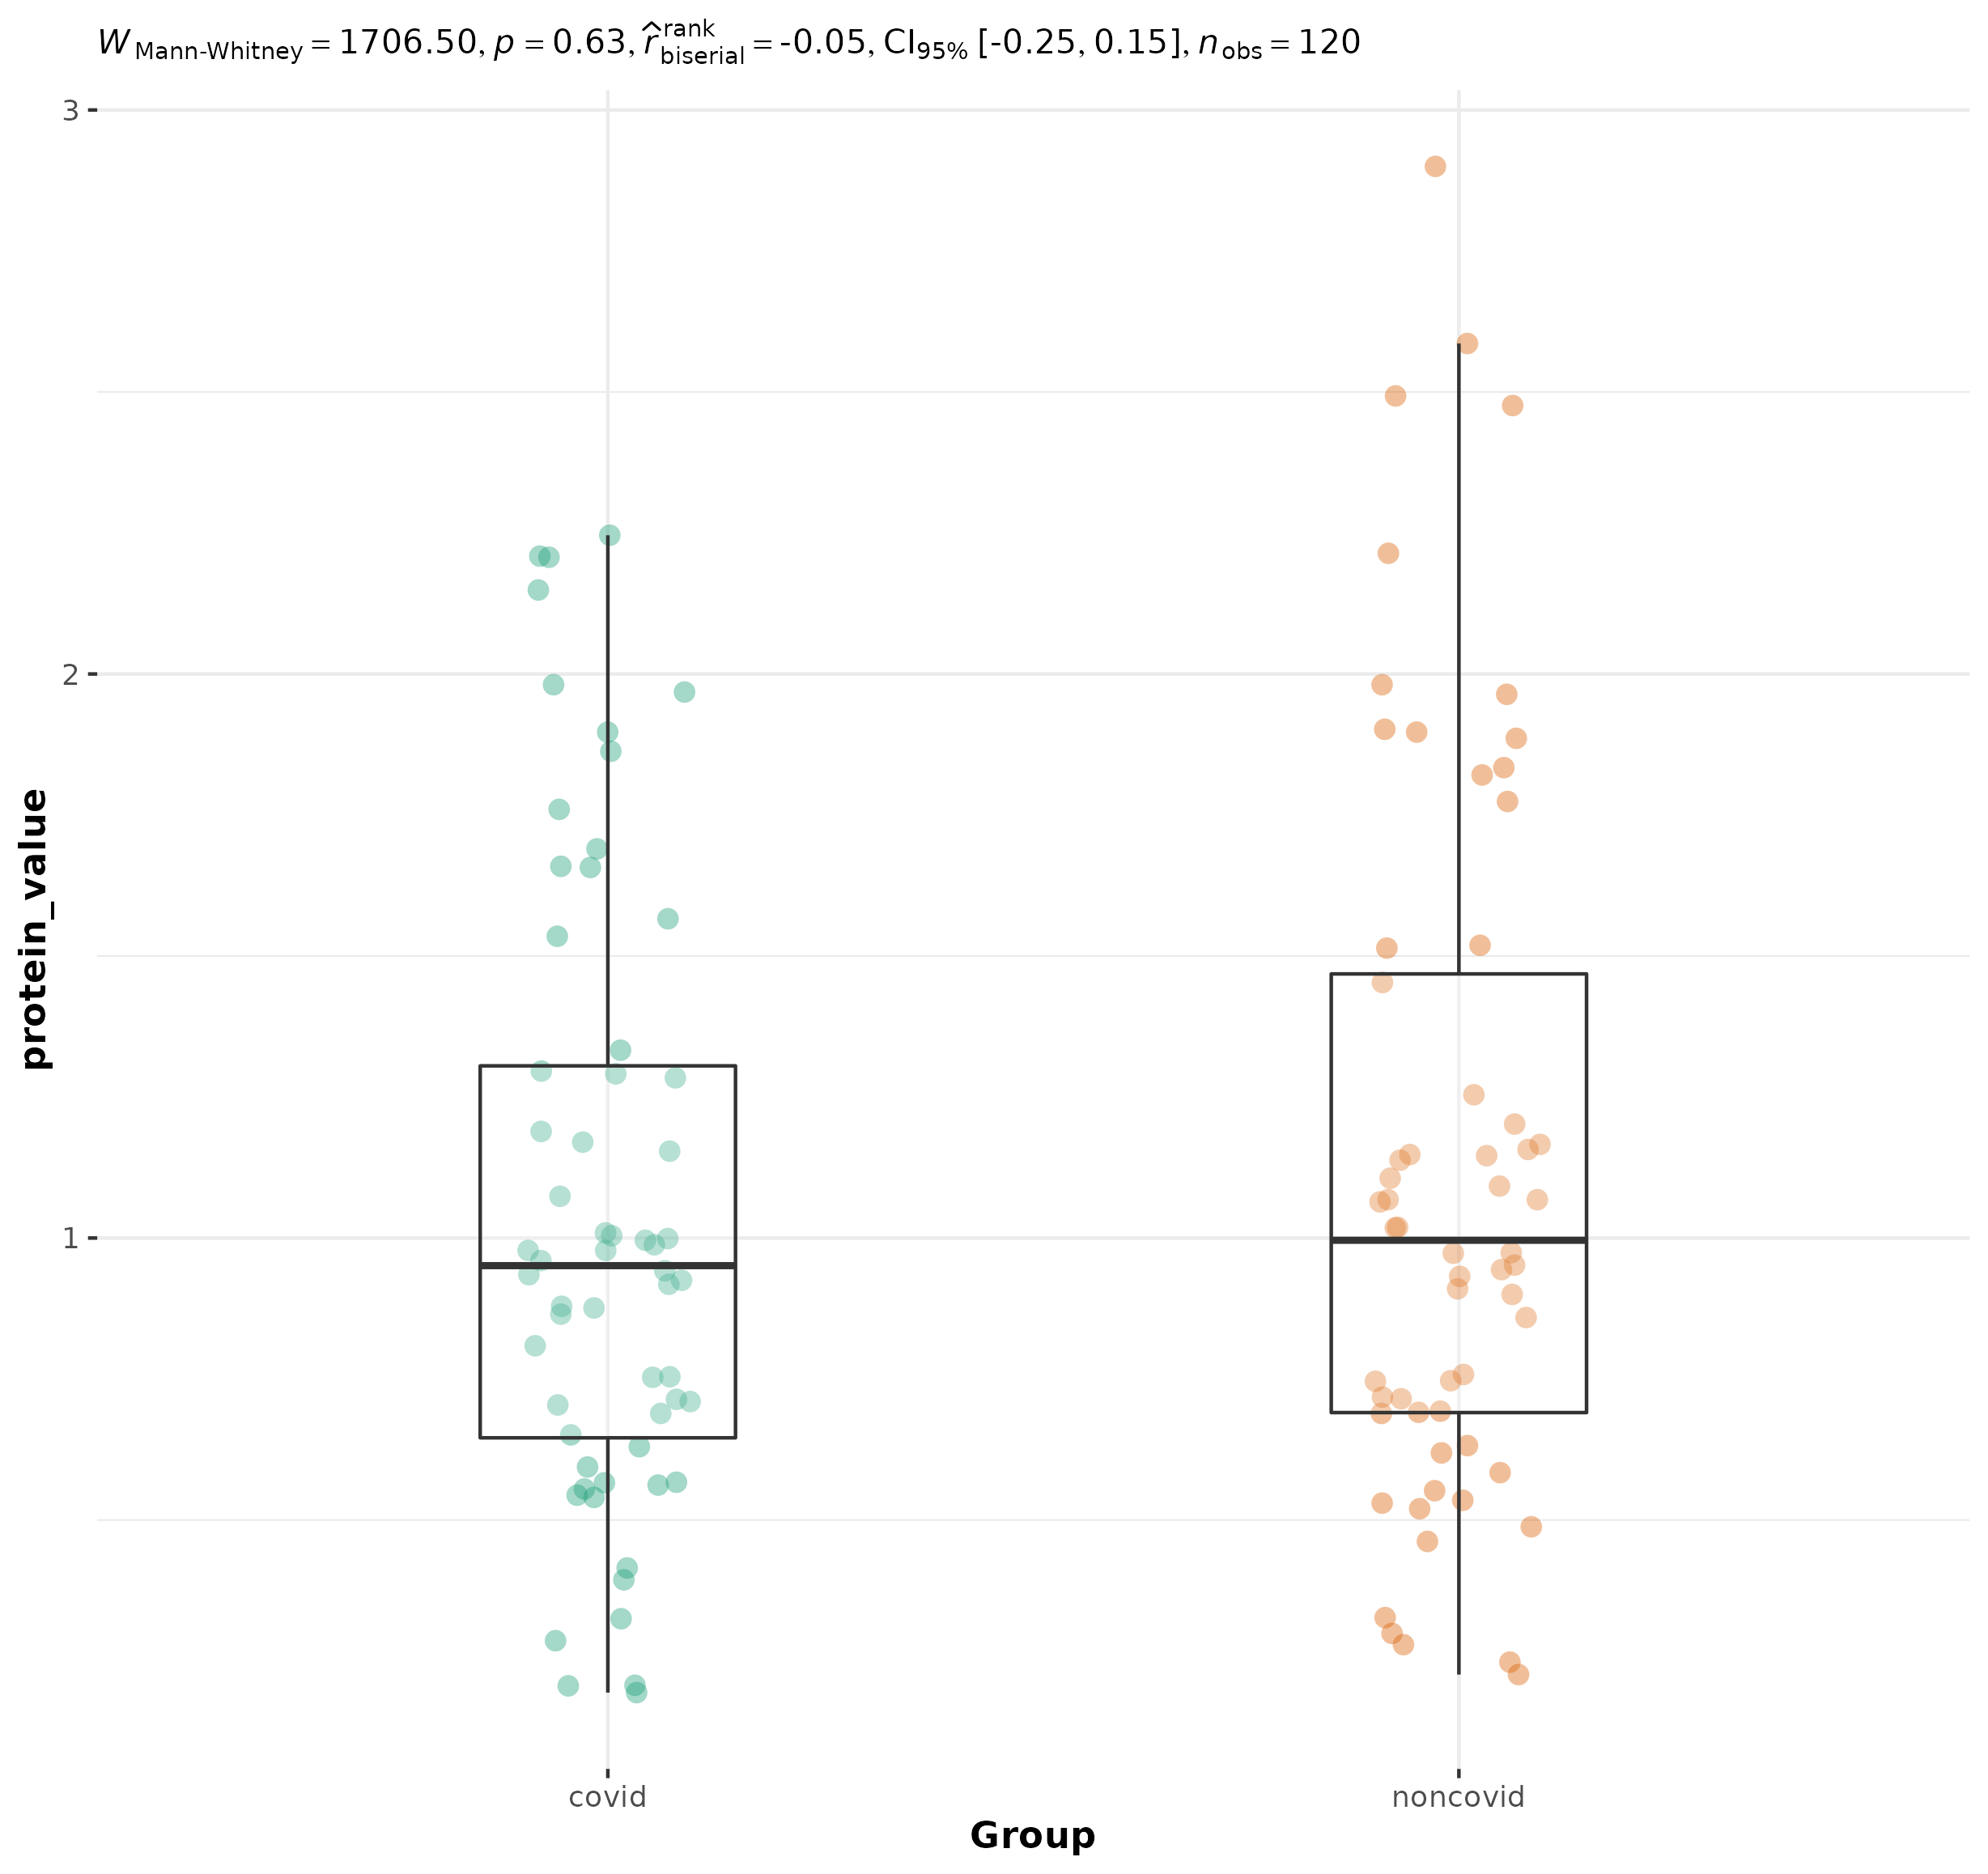 W Mann-Whitney = 1706.50, p = 0.63, r̂ rank biserial = -0.05, CI95% [-0.25, 0.15], nobs = 120
3
2
1
protein_value
covid noncovid
Group